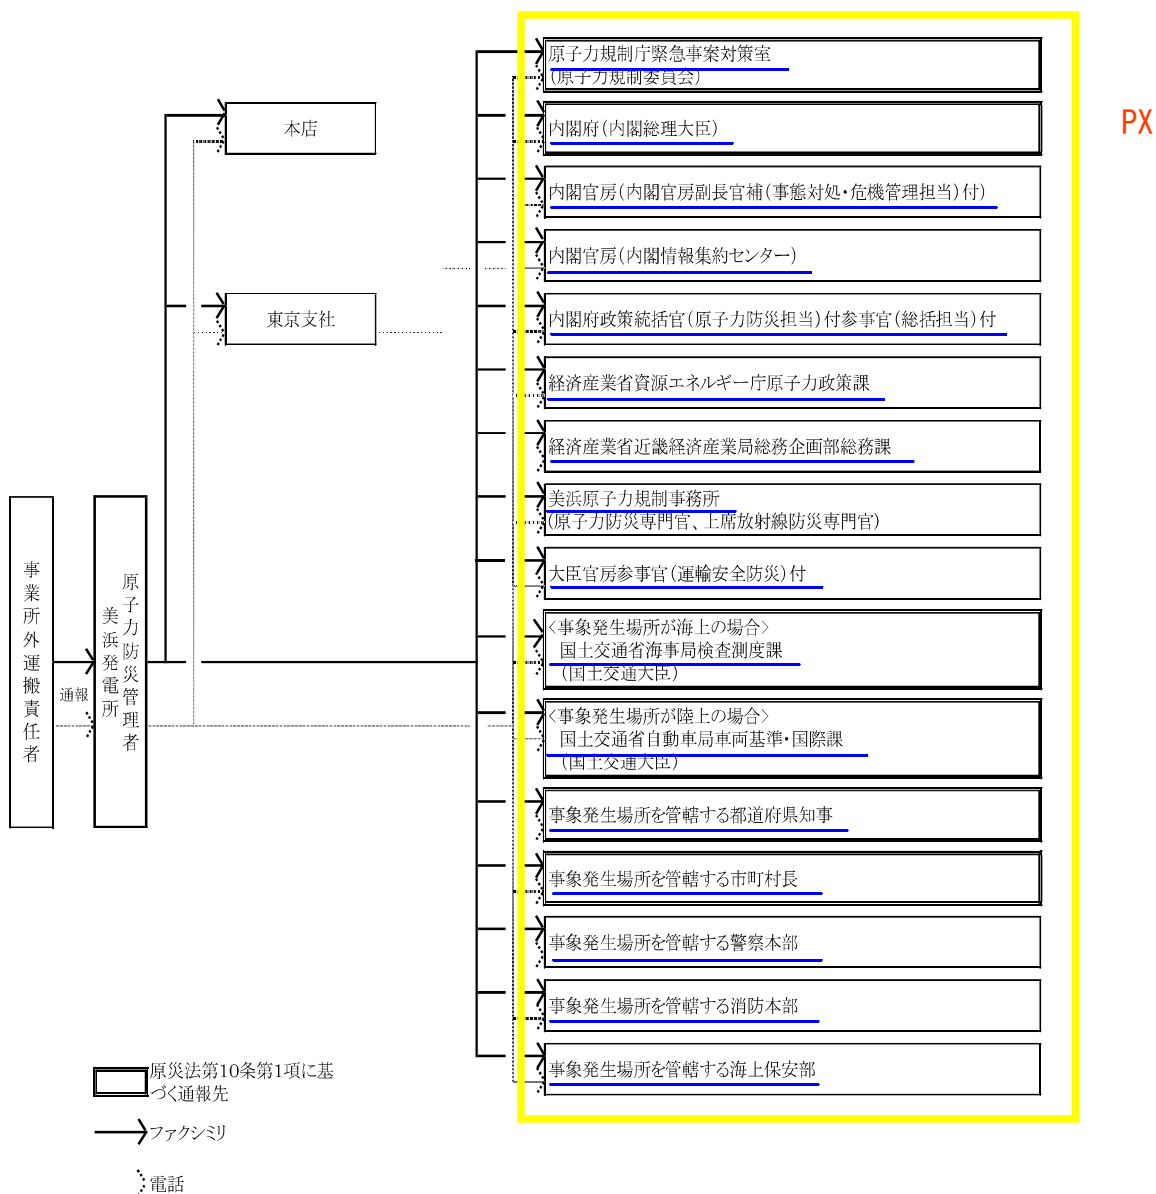 原子力規制庁緊急事案対策室
(原子力規制委員会)
PX
本店
内閣府(内閣総理大臣)
内閣官房(内閣官房副長官補(事態対処・危機管理担当)付)
内閣官房(内閣情報集約センター)
東京支社
内閣府政策統括官(原子力防災担当)付参事官(総括担当)付
経済産業省資源エネルギー庁原子力政策課
経済産業省近畿経済産業局総務企画部総務課
美浜原子力規制事務所
(原子力防災専門官、上席放射線防災専門官)
大臣官房参事官(運輸安全防災)付
事業所外運搬責任者
通報
原子力防災管理者
美浜発電所
<事象発生場所が海上の場合>
国土交通省海事局検査測度課
(国土交通大臣)
<事象発生場所が陸上の場合>
国土交通省自動車局車両基準・国際課
(国土交通大臣)
事象発生場所を管轄する都道府県知事
事象発生場所を管轄する市町村長
事象発生場所を管轄する警察本部
事象発生場所を管轄する消防本部
事象発生場所を管轄する海上保安部
原災法第10条第1項に基
づく通報先
ファクシミリ
電話